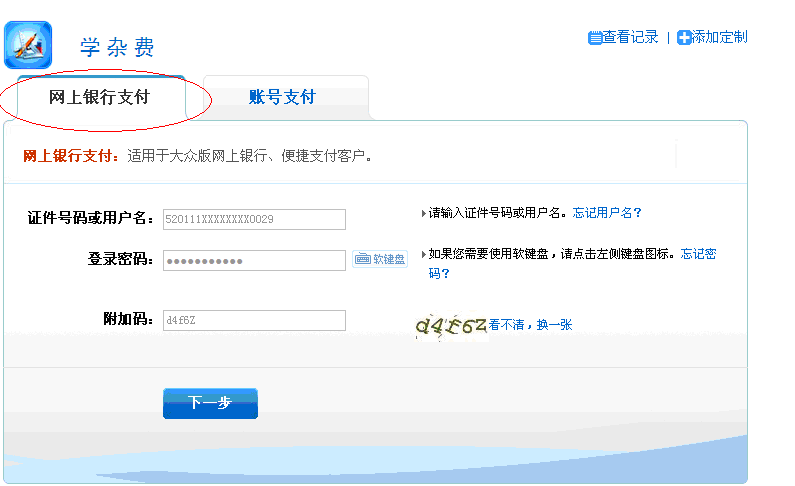 学杂费
查看记录 | 添加定制
网上银行支付 账号支付
网上银行支付：适用于大众版网上银行、便捷支付客户。
证件号码或用户名： 520111XXXXXXXX0029 请输入证件号码或用户名。忘记用户名？
登录密码： ●●●●●●●●●●● 软键盘 如果您需要使用软键盘，请点击左侧键盘图标。忘记密
码？
附加码： d4f6Z d4f6Z 看不清，换一张
下一步